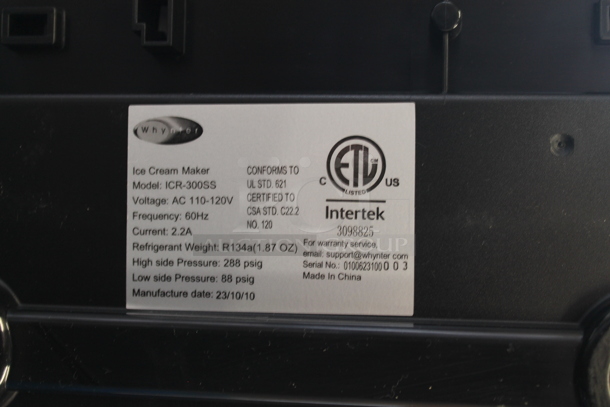 Whynter
Ice Cream Maker
Model: ICR-300SS
Voltage: AC 110-120V
Frequency: 60Hz
Current: 2.2A
Refrigerant Weight: R134a(1.87 OZ)
High side Pressure: 288 psig
Low side Pressure: 88 psig
Manufacture date: 23/10/10
CONFORMS TO
UL STD. 621
CERTIFIED TO
CSA STD. C22.2
NO. 120
ETL CM
LISTED
C US
Intertek
3098825
For warranty service,
email: support@whynter.com
Serial No.: 0100623100 0 0 3
Made In China